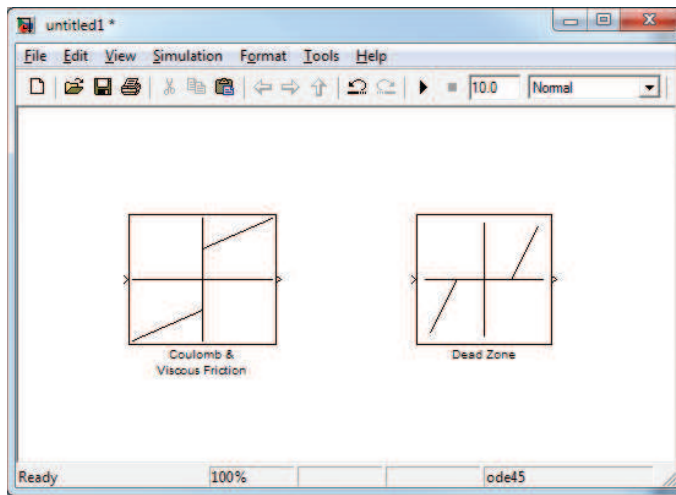 untitled1 *
File Edit View Simulation Format Tools Help
10.0 Normal
Coulomb &
Viscous Friction
Dead Zone
Ready 100% ode45